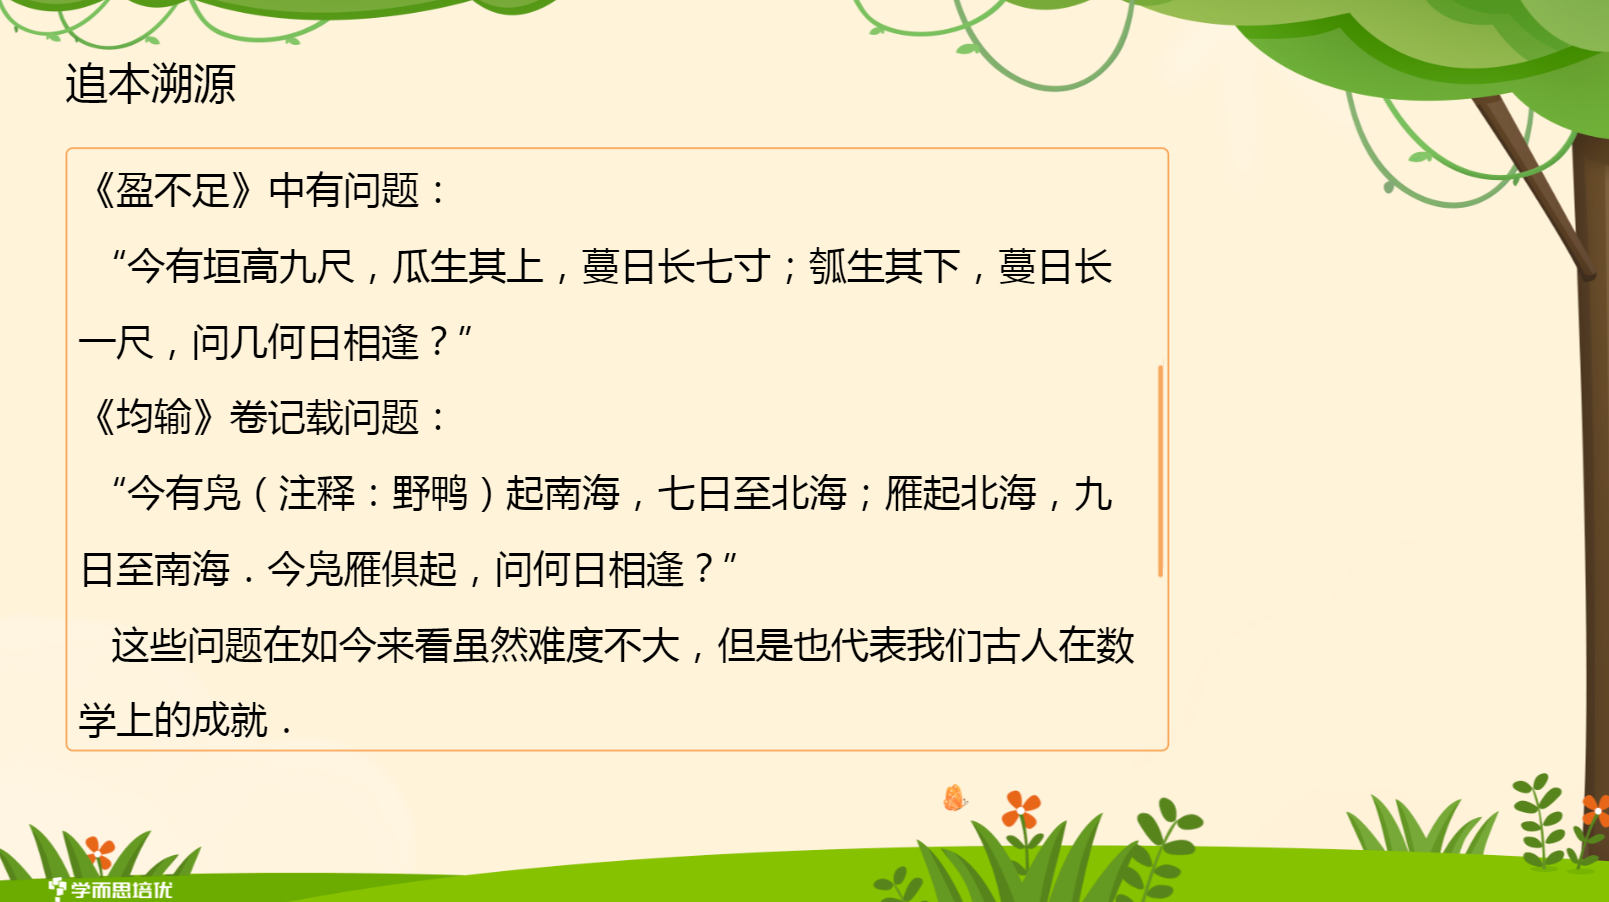 追本溯源
《盈不足》中有问题：
“今有垣高九尺，瓜生其上，蔓日长七寸；瓠生其下，蔓日长
一尺，问几何日相逢？”
《均输》卷记载问题：
“今有凫（注释：野鸭）起南海，七日至北海；雁起北海，九
日至南海．今凫雁俱起，问何日相逢？”
这些问题在如今来看虽然难度不大，但是也代表我们古人在数
学上的成就．
学而思培优